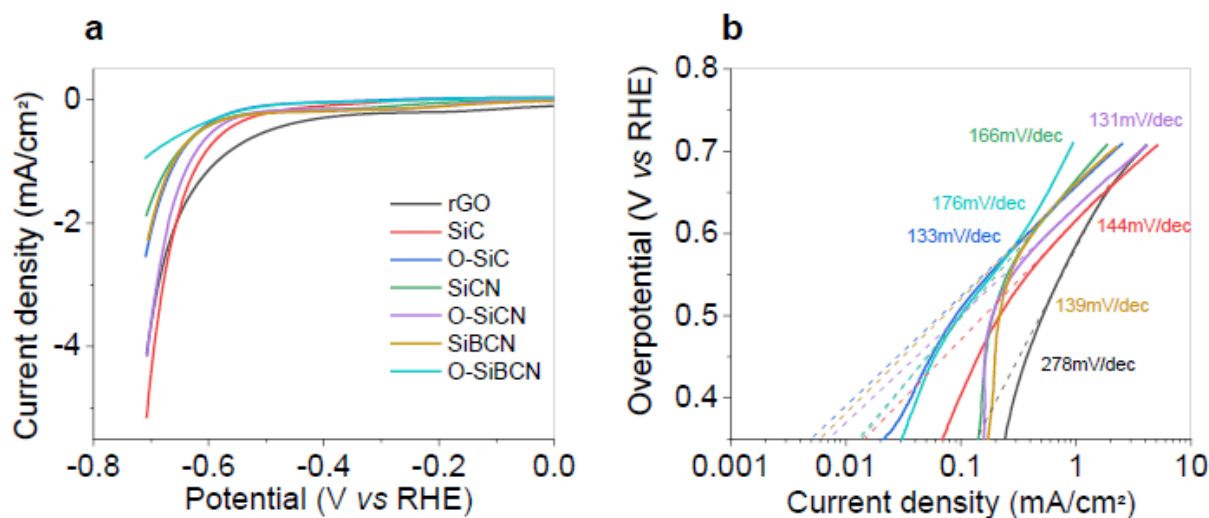 a
Current density (mA/cm²)
0
-2
-4
rGO
SiC
O-SiC
SiCN
O-SiCN
SiBCN
O-SiBCN
-0.8 -0.6 -0.4 -0.2 0.0
Potential (V vs RHE)
b
Overpotential (V vs RHE)
0.8
0.7
0.6
0.5
0.4
166mV/dec
131mV/dec
176mV/dec
133mV/dec
144mV/dec
139mV/dec
278mV/dec
0.001 0.01 0.1 1 10
Current density (mA/cm²)